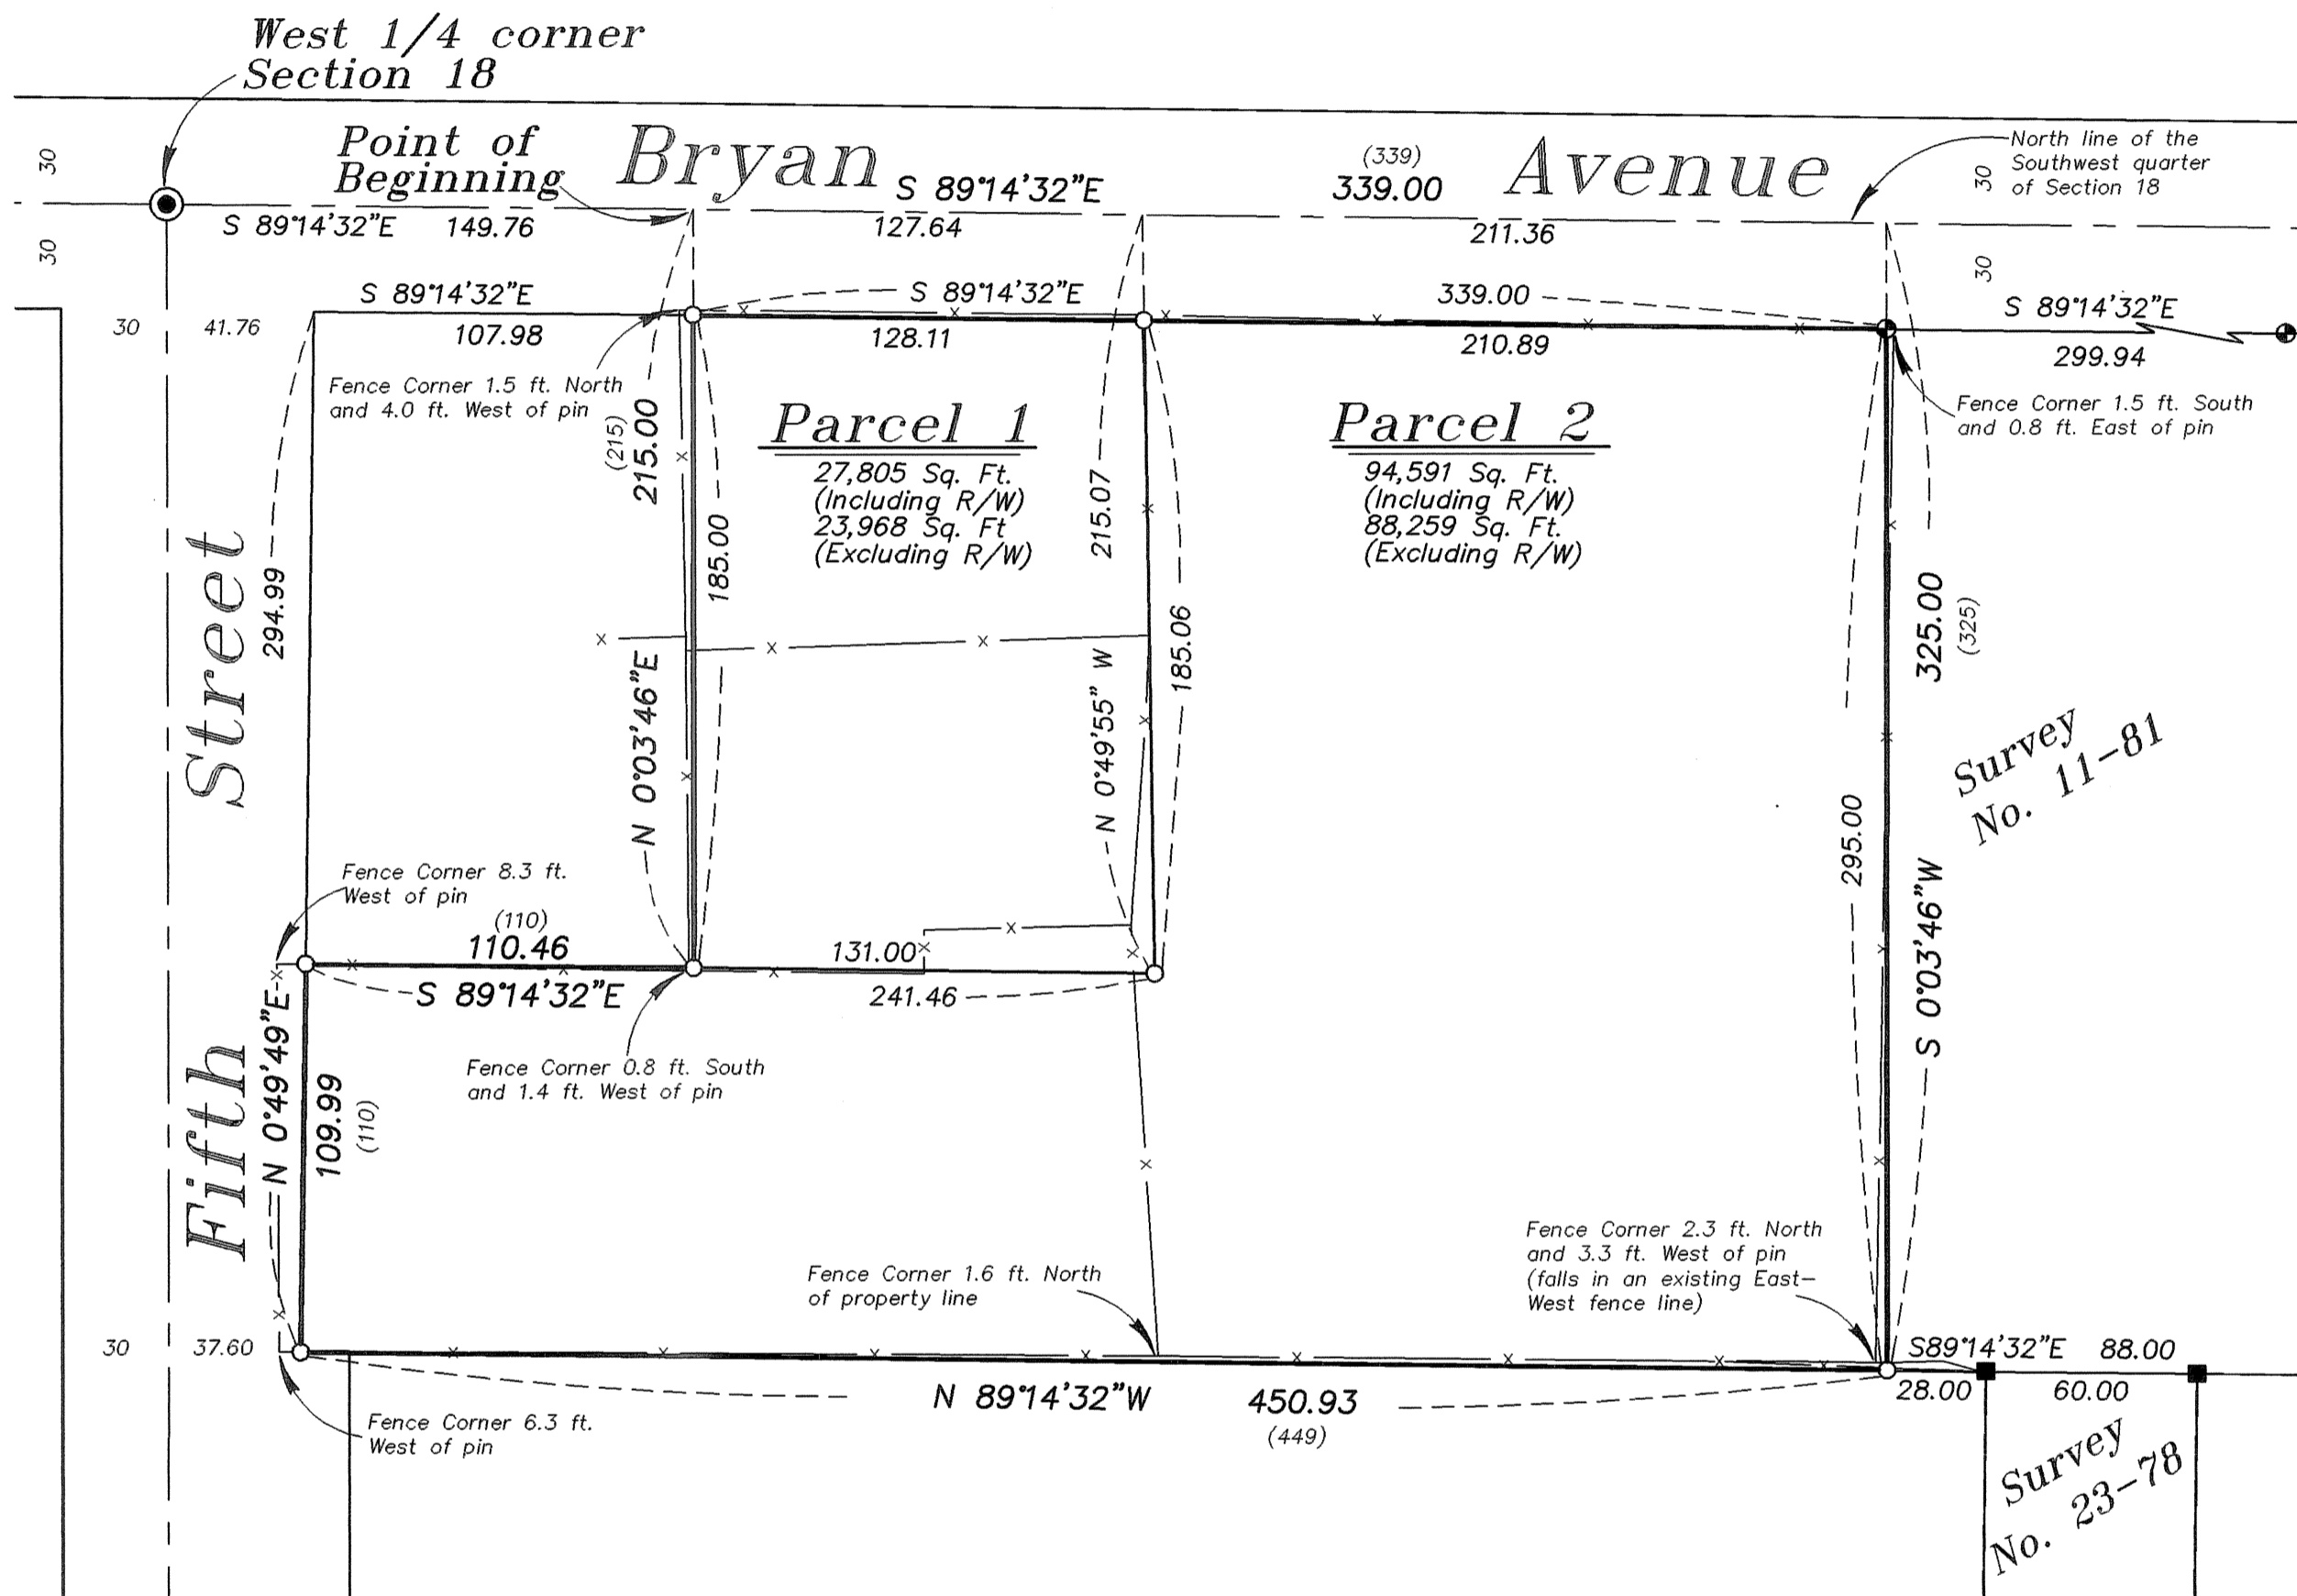 West 1/4 corner
Section 18
Point of
Beginning
Bryan Avenue
S 89°14'32"E
(339)
339.00
North line of the
Southwest quarter
of Section 18
30
30
30
30
S 89°14'32"E 149.76
127.64
211.36
S 89°14'32"E
107.98
30 41.76
S 89°14'32"E
128.11
339.00
210.89
S 89°14'32"E
299.94
Fence Corner 1.5 ft. North
and 4.0 ft. West of pin
Fence Corner 1.5 ft. South
and 0.8 ft. East of pin
Parcel 1
27,805 Sq. Ft.
(Including R/W)
23,968 Sq. Ft
(Excluding R/W)
Parcel 2
94,591 Sq. Ft.
(Including R/W)
88,259 Sq. Ft.
(Excluding R/W)
(215)
215.00
185.00
215.07
185.06
294.99
N 0°03'46"E
N 0°49'55" W
325.00
(325)
295.00
S 0°03'46"W
Survey
No. 11-81
Fifth Street
Fence Corner 8.3 ft.
West of pin
(110)
110.46
S 89°14'32"E
131.00
241.46
Fence Corner 0.8 ft. South
and 1.4 ft. West of pin
N 0°49'49"E
109.99
(110)
Fence Corner 1.6 ft. North
of property line
Fence Corner 2.3 ft. North
and 3.3 ft. West of pin
(falls in an existing East-
West fence line)
30 37.60
S89°14'32"E 88.00
28.00
60.00
N 89°14'32"W 450.93
(449)
Fence Corner 6.3 ft.
West of pin
Survey
No. 23-78